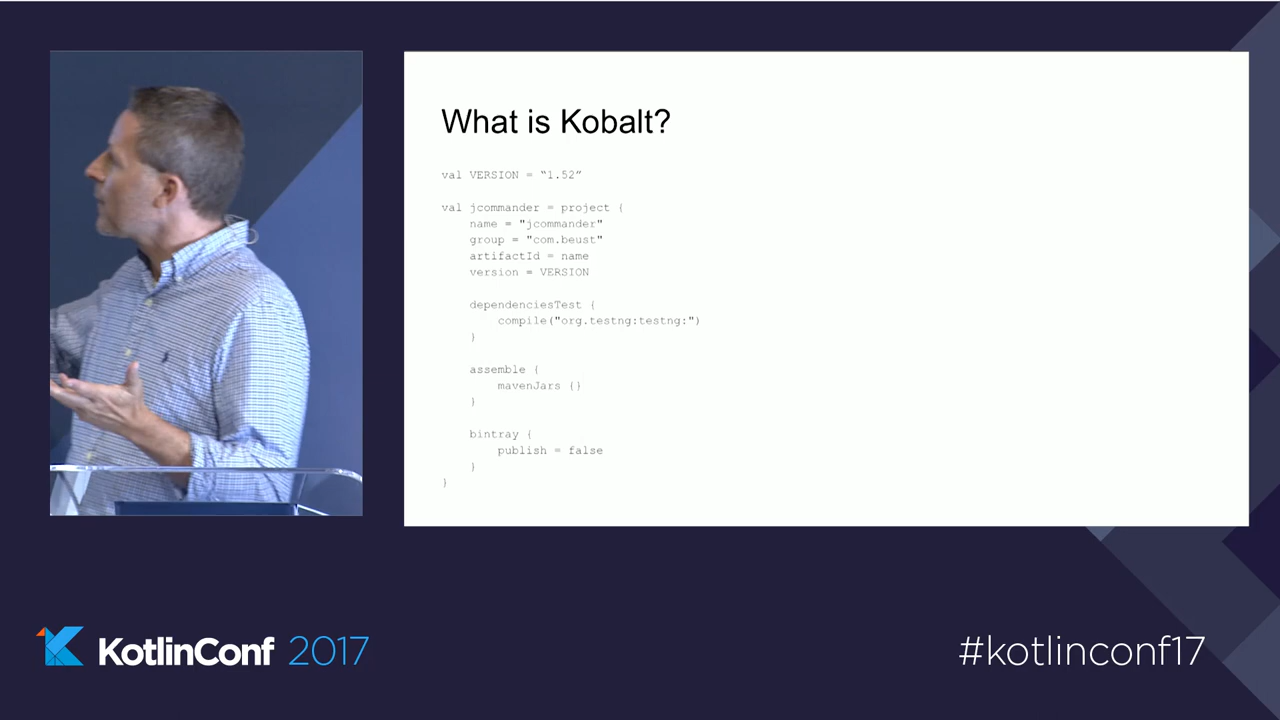 What is Kobalt?
val VERSION = “1.52”
val jcommander = project {
    name = "jcommander"
    group = "com.beust"
    artifactId = name
    version = VERSION
    dependenciesTest {
        compile("org.testng:testng:")
    }
    assemble {
        mavenJars {}
    }
    bintray {
        publish = false
    }
}
KotlinConf 2017
#kotlinconf17